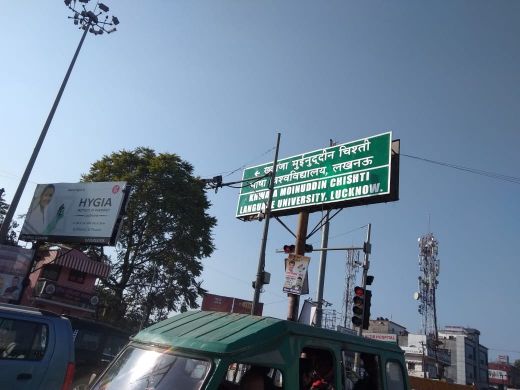 ख्वाजा मुईनुद्दीन चिश्ती
भाषा विश्वविद्यालय, लखनऊ
KHWAJA MOINUDDIN CHISHTI
LANGUAGE UNIVERSITY, LUCKNOW.
HYGIA